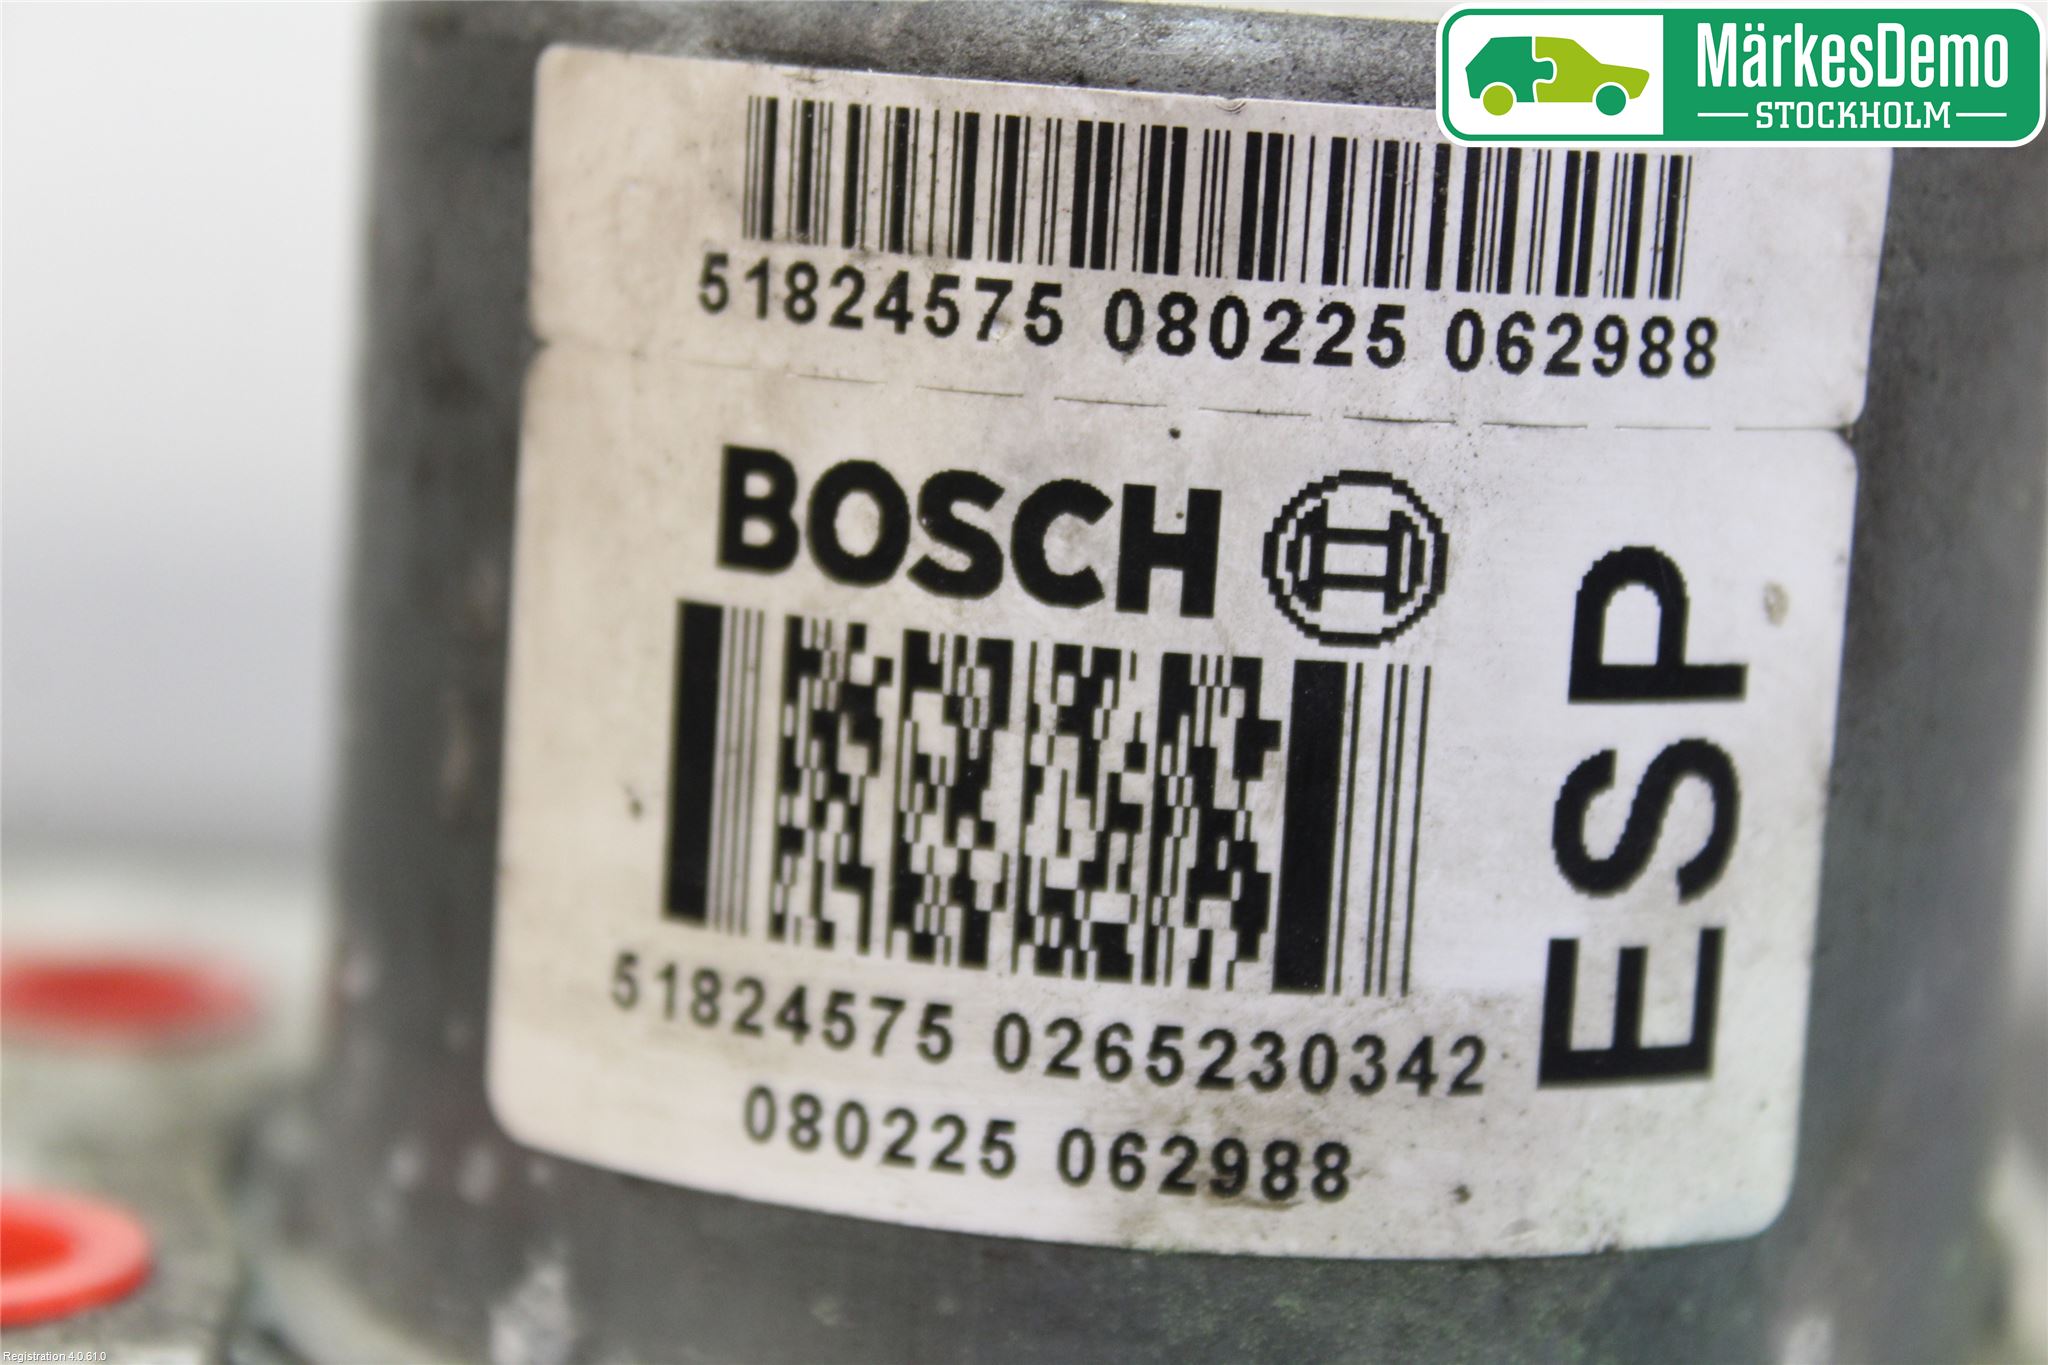 MärkesDemo
STOCKHOLM
51824575 080225 062988
BOSCH
ESP
51824575 0265230342
080225 062988
Registration 4.0.61.0